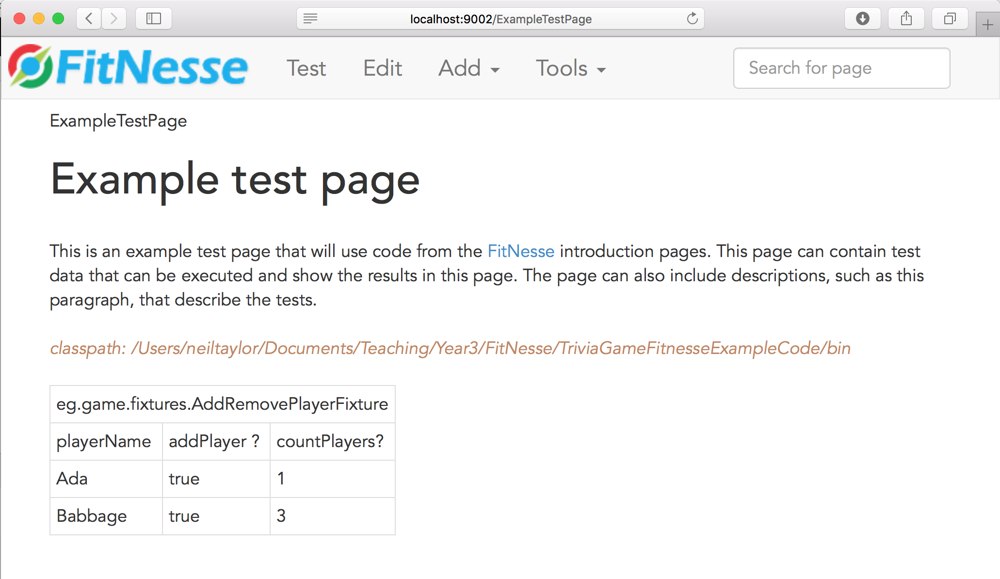 localhost:9002/ExampleTestPage
FitNesse Test Edit Add Tools Search for page
ExampleTestPage
Example test page
This is an example test page that will use code from the FitNesse introduction pages. This page can contain test
data that can be executed and show the results in this page. The page can also include descriptions, such as this
paragraph, that describe the tests.
classpath: /Users/neiltaylor/Documents/Teaching/Year3/FitNesse/TriviaGameFitnesseExampleCode/bin
eg.game.fixtures.AddRemovePlayerFixture
playerName addPlayer ? countPlayers?
Ada true 1
Babbage true 3